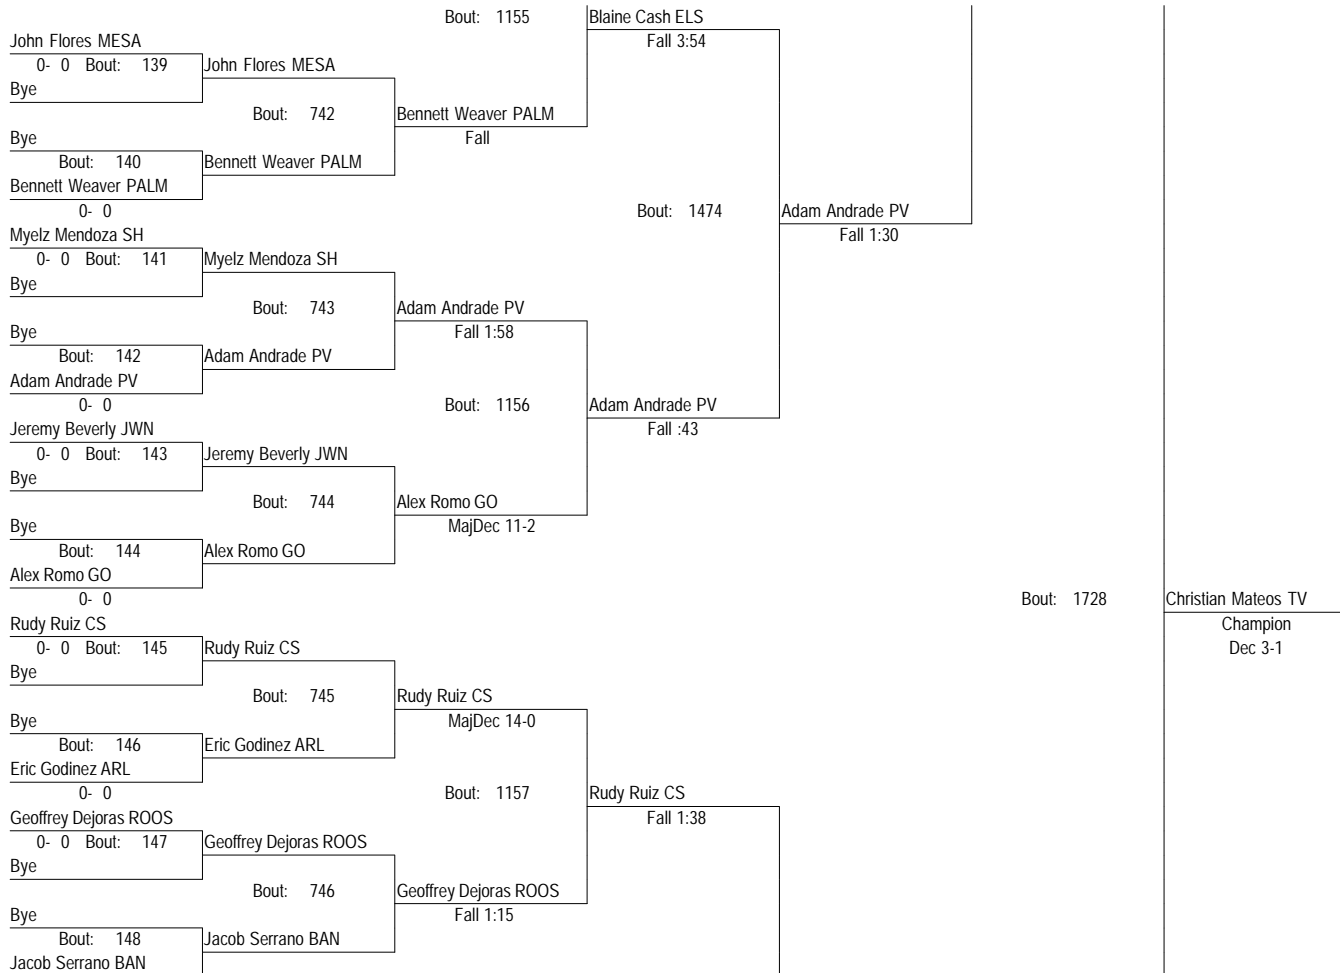 Bout: 1155 Blaine Cash ELS
John Flores MESA Fall 3:54
0- 0 Bout: 139 John Flores MESA
Bye
Bout: 742 Bennett Weaver PALM
Bye Fall
Bout: 140 Bennett Weaver PALM
Bennett Weaver PALM
0- 0 Bout: 1474 Adam Andrade PV
Myelz Mendoza SH Fall 1:30
0- 0 Bout: 141 Myelz Mendoza SH
Bye
Bout: 743 Adam Andrade PV
Bye Fall 1:58
Bout: 142 Adam Andrade PV
Adam Andrade PV
0- 0 Bout: 1156 Adam Andrade PV
Jeremy Beverly JWN Fall :43
0- 0 Bout: 143 Jeremy Beverly JWN
Bye
Bout: 744 Alex Romo GO
Bye MajDec 11-2
Bout: 144 Alex Romo GO
Alex Romo GO
0- 0 Bout: 1728 Christian Mateos TV
Rudy Ruiz CS Champion
0- 0 Bout: 145 Rudy Ruiz CS Dec 3-1
Bye
Bout: 745 Rudy Ruiz CS
Bye MajDec 14-0
Bout: 146 Eric Godinez ARL
Eric Godinez ARL
0- 0 Bout: 1157 Rudy Ruiz CS
Geoffrey Dejoras ROOS Fall 1:38
0- 0 Bout: 147 Geoffrey Dejoras ROOS
Bye
Bout: 746 Geoffrey Dejoras ROOS
Bye Fall 1:15
Bout: 148 Jacob Serrano BAN
Jacob Serrano BAN